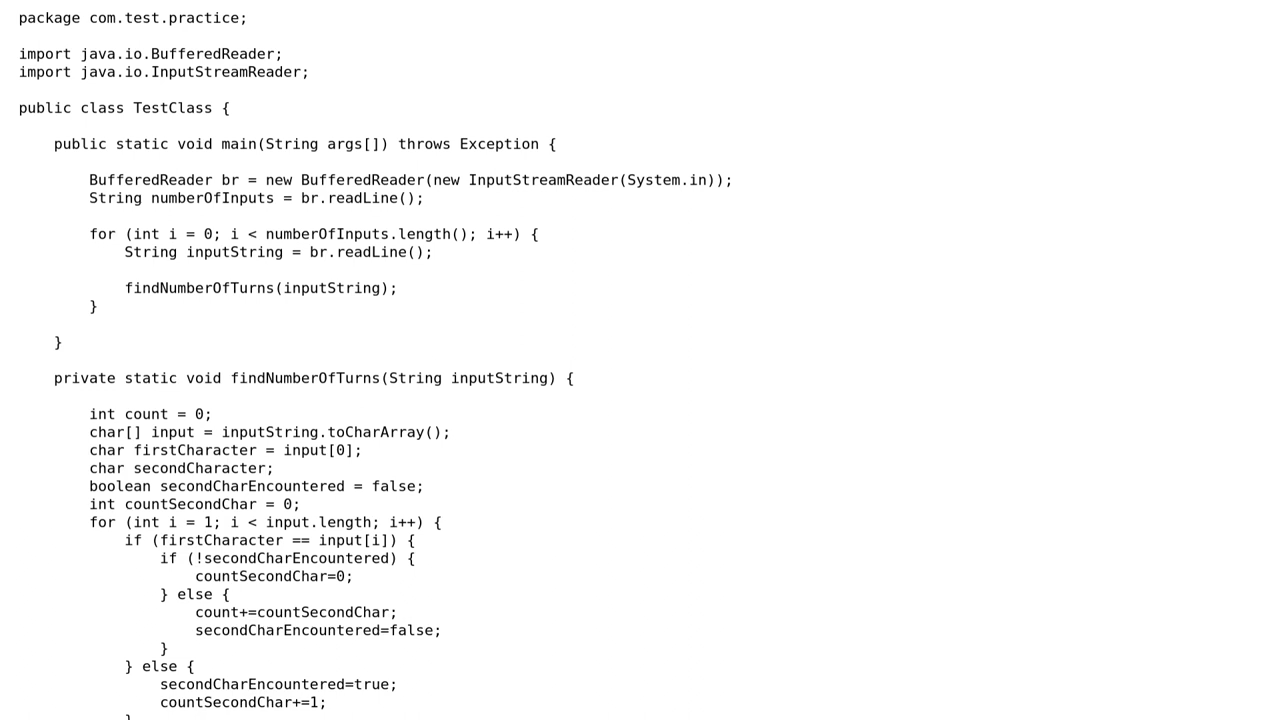 package com.test.practice;
import java.io.BufferedReader;
import java.io.InputStreamReader;
public class TestClass {
public static void main(String args[]) throws Exception {
BufferedReader br = new BufferedReader(new InputStreamReader(System.in));
String numberOfInputs = br.readLine();
for (int i = 0; i < numberOfInputs.length(); i++) {
String inputString = br.readLine();
findNumberOfTurns(inputString);
}
}
private static void findNumberOfTurns(String inputString) {
int count = 0;
char[] input = inputString.toCharArray();
char firstCharacter = input[0];
char secondCharacter;
boolean secondCharEncountered = false;
int countSecondChar = 0;
for (int i = 1; i < input.length; i++) {
if (firstCharacter == input[i]) {
if (!secondCharEncountered) {
countSecondChar=0;
} else {
count+=countSecondChar;
secondCharEncountered=false;
}
} else {
secondCharEncountered=true;
countSecondChar+=1;
}